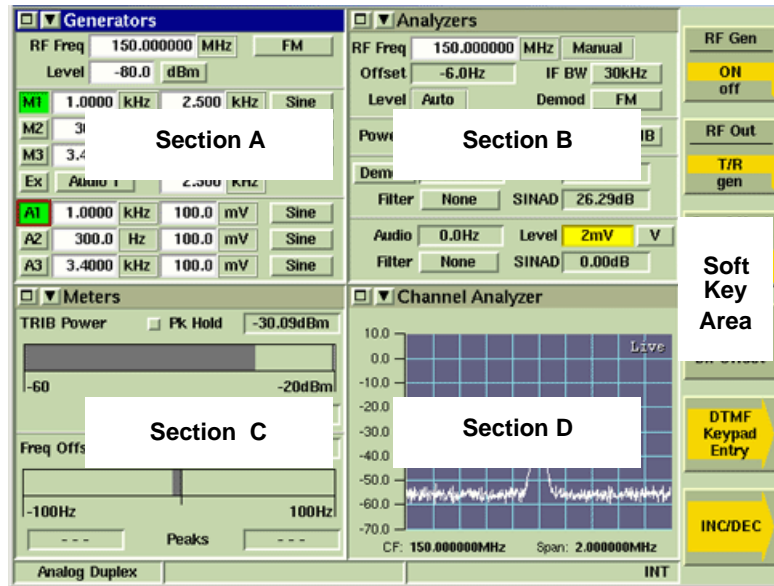 Generators
RF Freq 150.000000 MHz FM
Level -80.0 dBm
M1 1.0000 kHz 2.500 kHz Sine
M2
M3 3.4
Ex Audio 1 2.500 kHz
A1 1.0000 kHz 100.0 mV Sine
A2 300.0 Hz 100.0 mV Sine
A3 3.4000 kHz 100.0 mV Sine
Section A
Analyzers
RF Freq 150.000000 MHz Manual
Offset -6.0Hz IF BW 30kHz
Level Auto Demod FM
Section B
Filter None SINAD 26.29dB
Audio 0.0Hz Level 2mV V
Filter None SINAD 0.00dB
Meters
TRIB Power Pk Hold -30.09dBm
-60 -20dBm
Section C
Freq
-100Hz 100Hz
--- Peaks ---
Channel Analyzer
Live
10.0
0.0
-10.0
-20.0
-30.0
-40.0
-50.0
-60.0
-70.0
Section D
CF: 150.000000MHz Span: 2.000000MHz
RF Gen
ON
off
RF Out
T/R
gen
Soft
Key
Area
DTMF
Keypad
Entry
INC/DEC
Analog Duplex INT